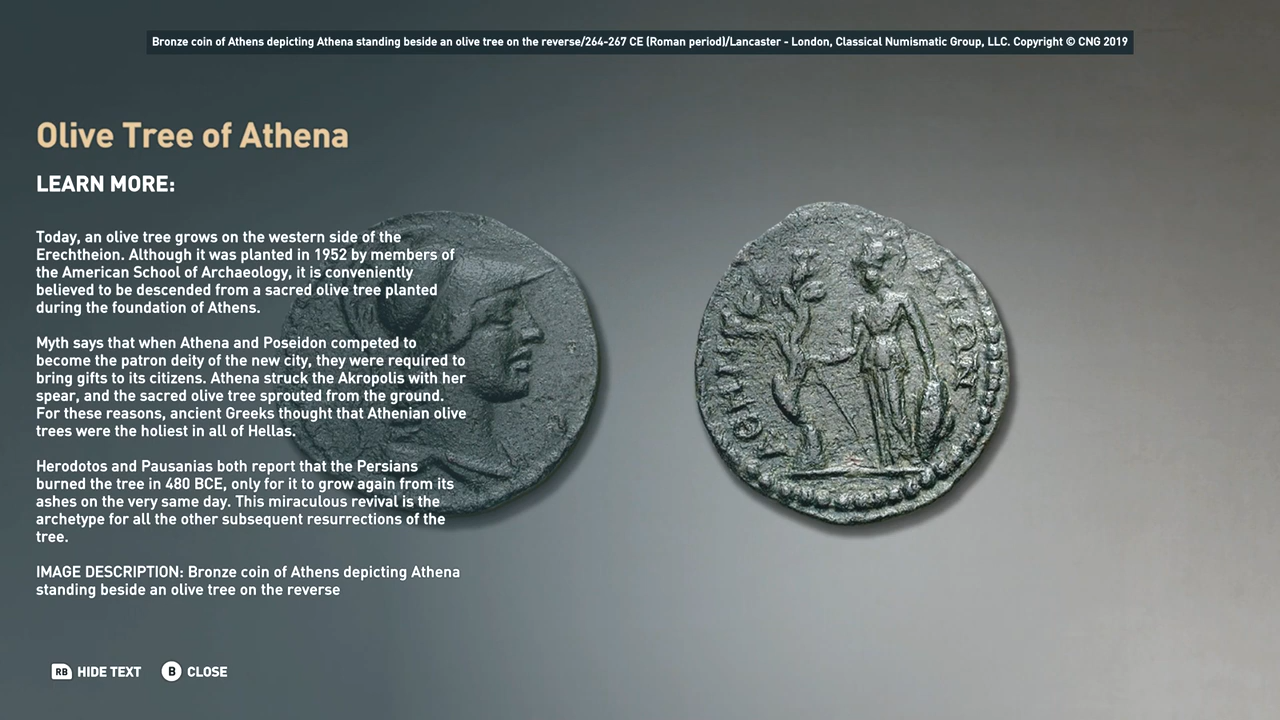 Bronze coin of Athens depicting Athena standing beside an olive tree on the reverse/264-267 CE (Roman period)/Lancaster - London, Classical Numismatic Group, LLC. Copyright © CNG 2019
Olive Tree of Athena
LEARN MORE:
Today, an olive tree grows on the western side of the
Erechtheion. Although it was planted in 1952 by members of
the American School of Archaeology, it is conveniently
believed to be descended from a sacred olive tree planted
during the foundation of Athens.
Myth says that when Athena and Poseidon competed to
become the patron deity of the new city, they were required to
bring gifts to its citizens. Athena struck the Akropolis with her
spear, and the sacred olive tree sprouted from the ground.
For these reasons, ancient Greeks thought that Athenian olive
trees were the holiest in all of Hellas.
Herodotos and Pausanias both report that the Persians
burned the tree in 480 BCE, only for it to grow again from its
ashes on the very same day. This miraculous revival is the
archetype for all the other subsequent resurrections of the
tree.
IMAGE DESCRIPTION: Bronze coin of Athens depicting Athena
standing beside an olive tree on the reverse
RB HIDE TEXT B CLOSE